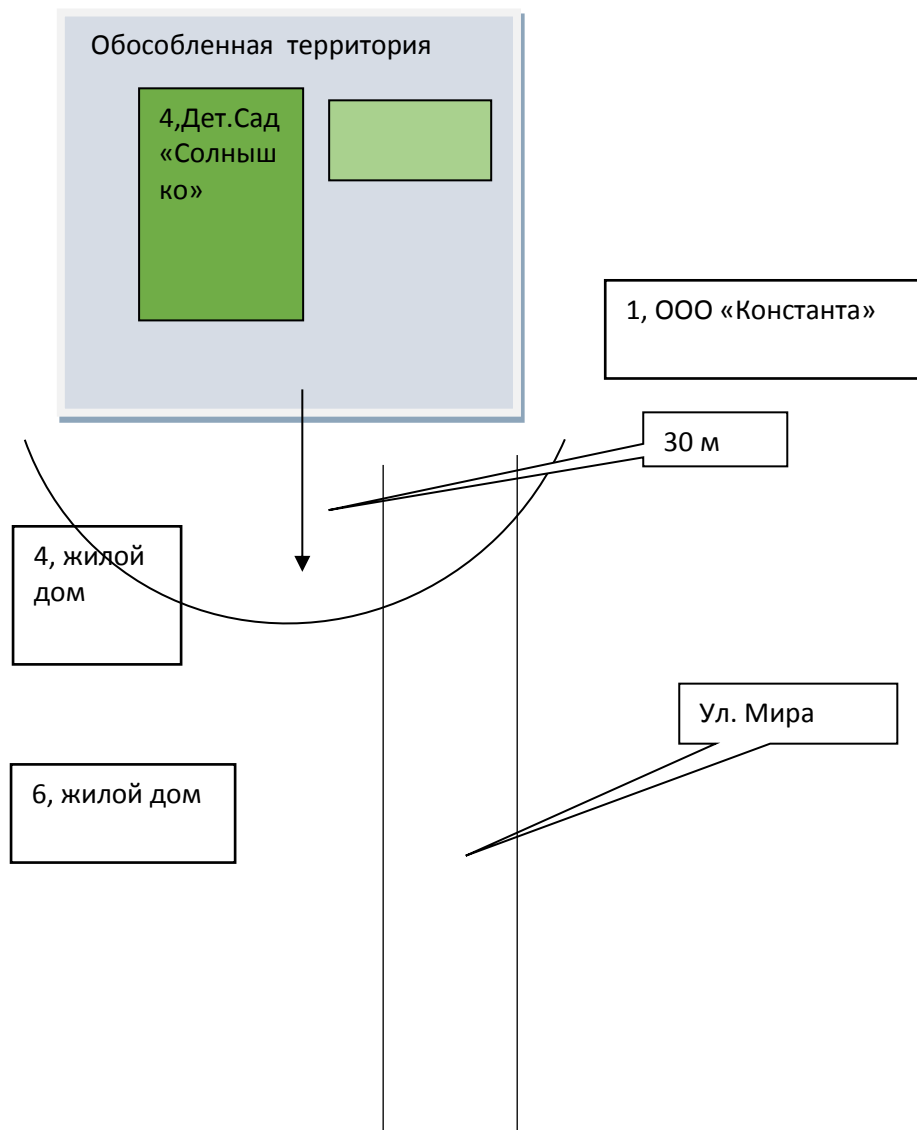 Обособленная территория
4,Дет.Сад
«Солныш
ко»
1, ООО «Константа»
30 м
4, жилой
дом
Ул. Мира
6, жилой дом